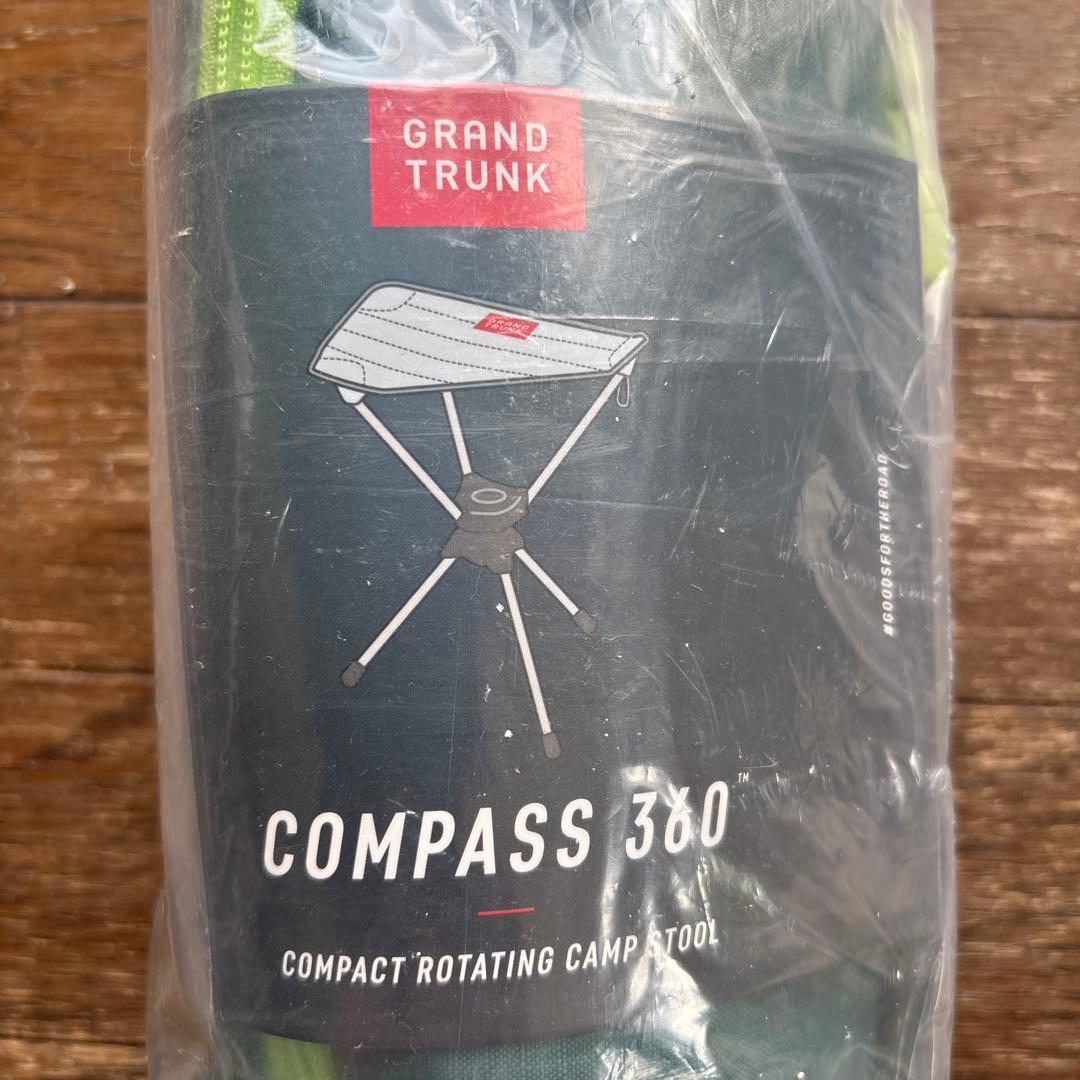 GRAND
TRUNK
GRAND
TRUNK
#GOODSFORTHEROAD
COMPASS 360™
COMPACT ROTATING CAMP STOOL